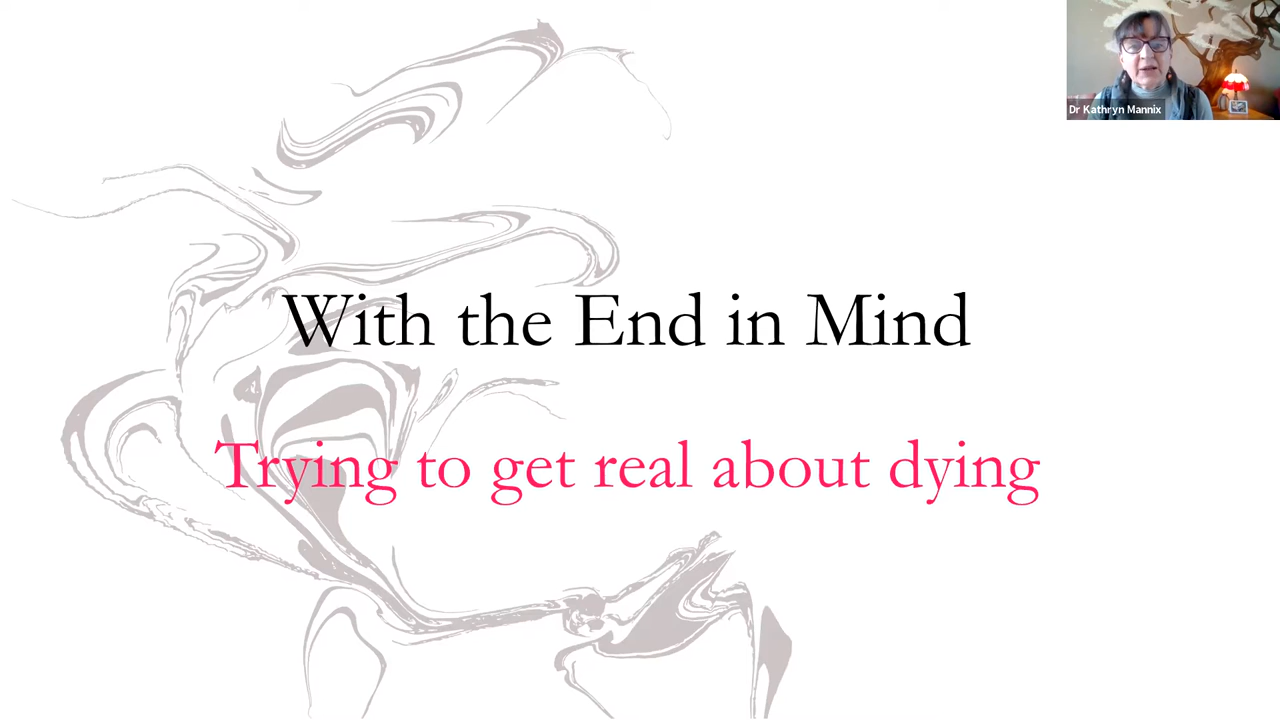 Dr Kathryn Mannix
With the End in Mind
Trying to get real about dying